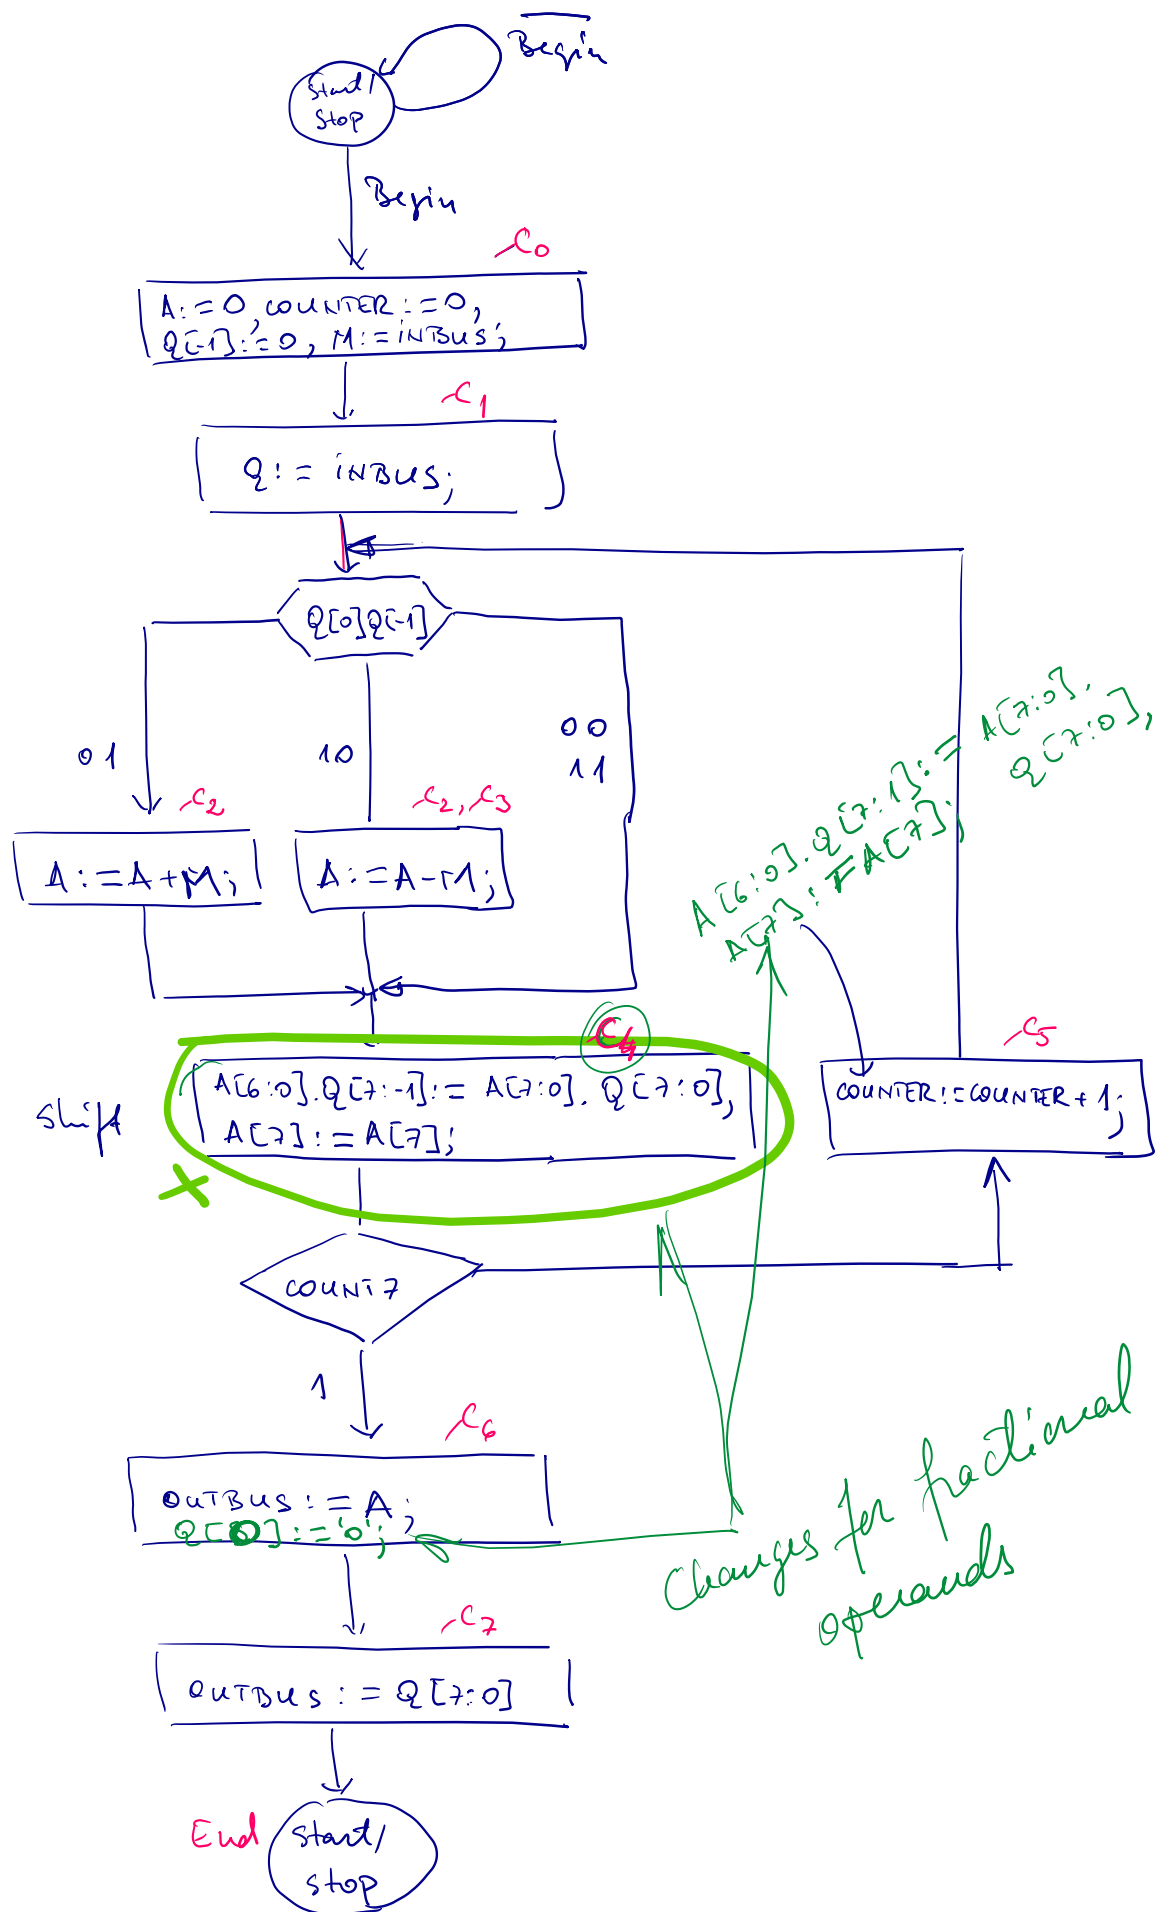 Begin
Start/
Stop
Begin
C0
A:=0, COUNTER:=0,
Q[-1]:=0, M:=INBUS;
C1
Q:= INBUS;
Q[0]Q[-1]
01
10
00
11
C2
C2, C3
A:=A+M;
A:=A-M;
A[6:0].Q[7:-1]:= A[7:0].
Q[7:0],
A[7]:=A[7];
C4
C5
Shift
A[6:0].Q[7:-1]:= A[7:0]. Q[7:0],
A[7]:=A[7];
COUNTER:=COUNTER+1;
COUNT7
1
C6
OUTBUS:=A;
Q[0]:='0';
Changes for fractional
operands
C7
OUTBUS:= Q[7:0]
End
Start/
Stop